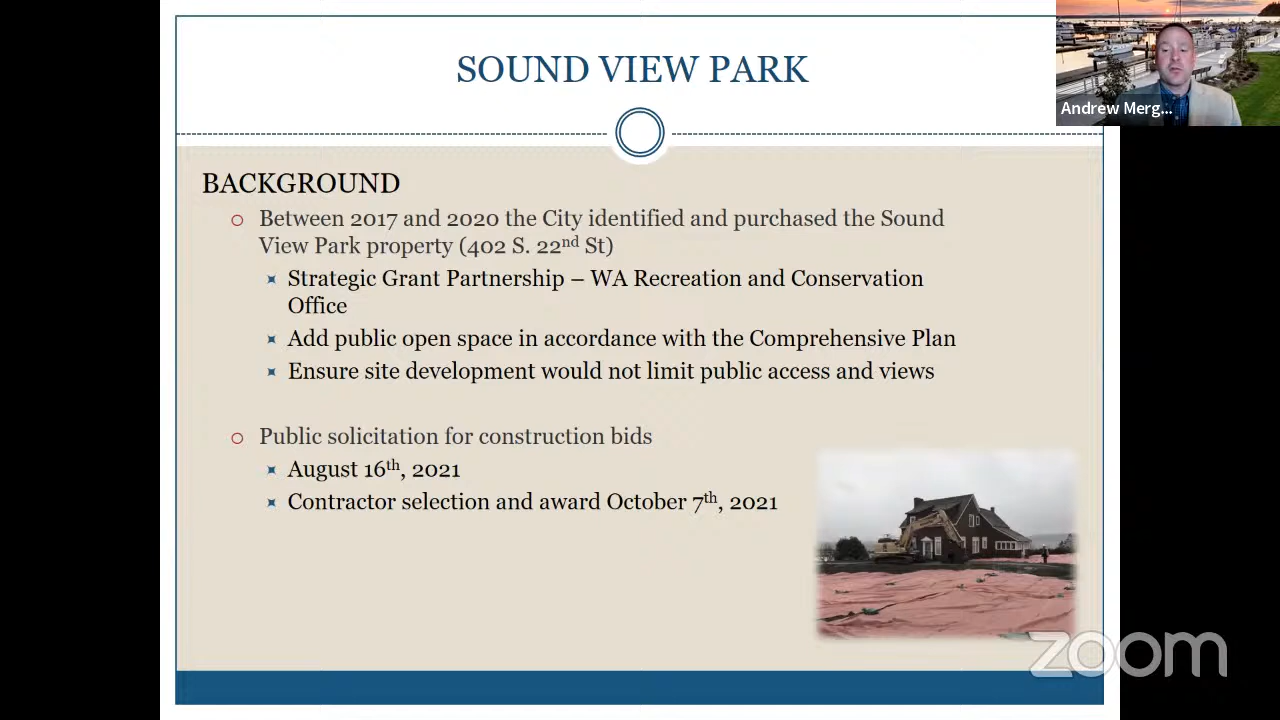 SOUND VIEW PARK
Andrew Merg...
BACKGROUND
Between 2017 and 2020 the City identified and purchased the Sound
View Park property (402 S. 22nd St)
Strategic Grant Partnership – WA Recreation and Conservation
Office
Add public open space in accordance with the Comprehensive Plan
Ensure site development would not limit public access and views
Public solicitation for construction bids
August 16th, 2021
Contractor selection and award October 7th, 2021
zoom